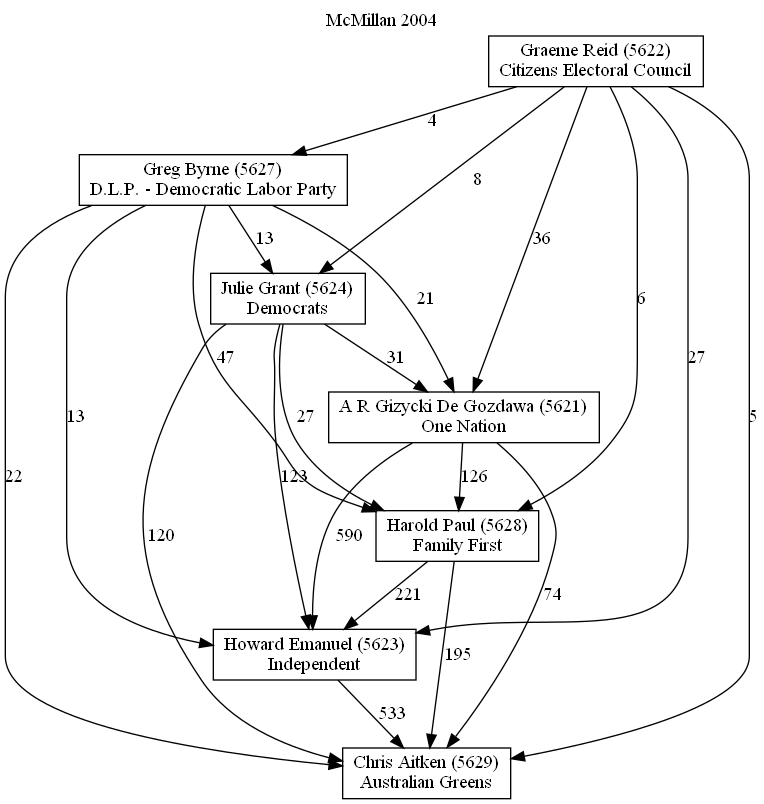 McMillan 2004
Graeme Reid (5622)
Citizens Electoral Council
4
Greg Byrne (5627)
D.L.P. - Democratic Labor Party
8
13
36
Julie Grant (5624)
Democrats
21
6
47
31
27
A R Gizycki De Gozdawa (5621)
One Nation
13
27
5
22
123
126
Harold Paul (5628)
Family First
120
590
221
74
Howard Emanuel (5623)
Independent
195
533
Chris Aitken (5629)
Australian Greens